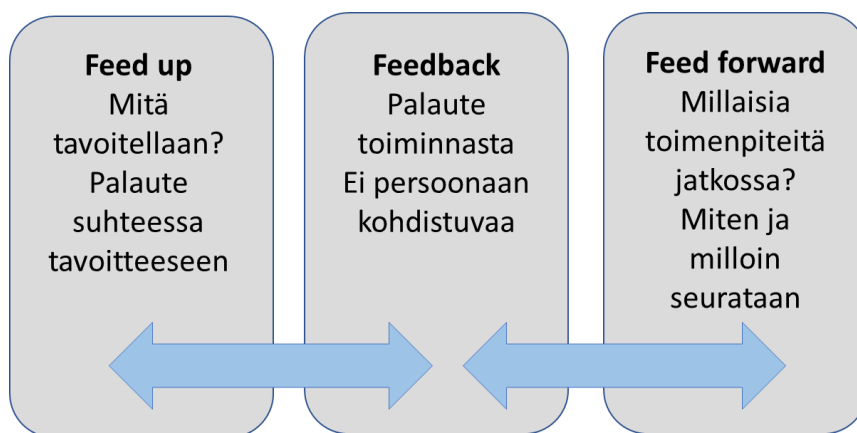 Feed up
Mitä
tavoitellaan?
Palaute
suhteessa
tavoitteeseen
Feedback
Palaute
toiminnasta
Ei persoonaan
kohdistuvaa
Feed forward
Millaisia
toimenpiteitä
jatkossa?
Miten ja
milloin
seurataan